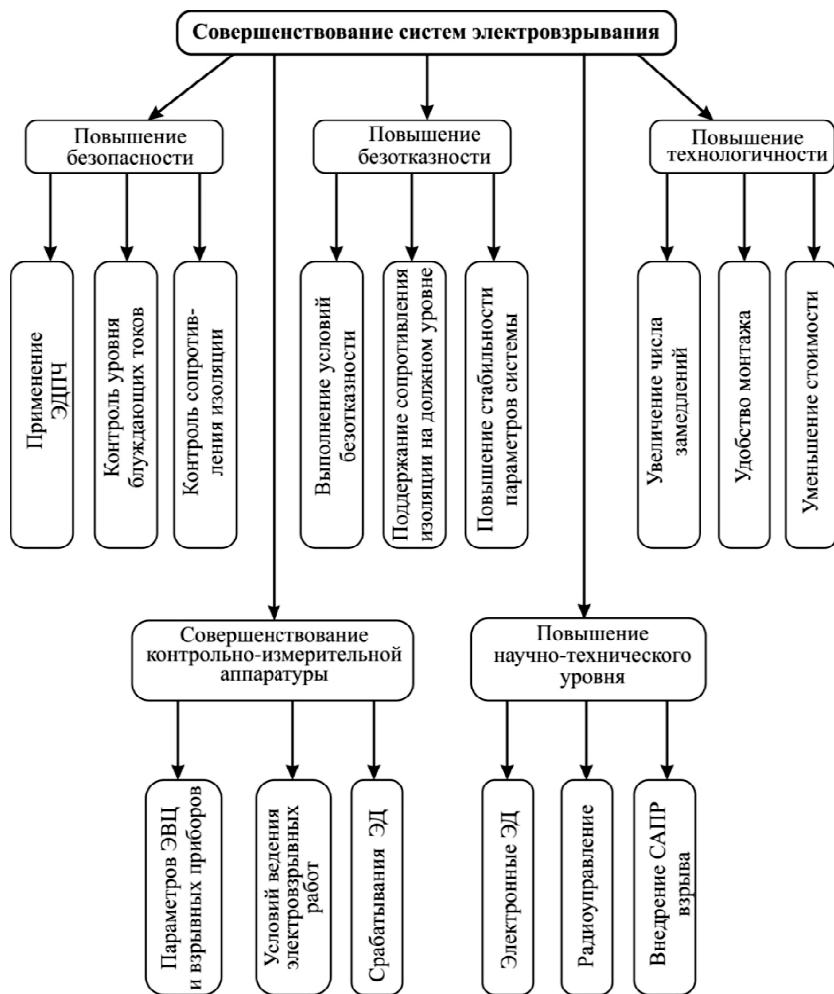 Совершенствование систем электровзрывания
Повышение
безопасности
Повышение
безотказности
Повышение
технологичности
Применение
ЭДПЧ
Контроль уровня
блуждающих токов
Контроль сопротив-
ления изоляции
Выполнение условий
безотказности
Поддержание сопротивления
изоляции на должном уровне
Повышение стабильности
параметров системы
Увеличение числа
замедлений
Удобство монтажа
Уменьшение стоимости
Совершенствование
контрольно-измерительной
аппаратуры
Повышение
научно-технического
уровня
Параметров ЭВЦ
и взрывных приборов
Условий ведения
электровзрывных
работ
Срабатывания ЭД
Электронные ЭД
Радиоуправление
Внедрение САПР
взрыва